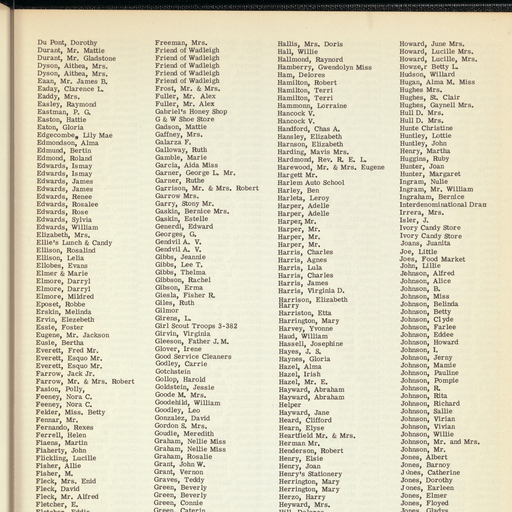 Du Pont, Dorothy
Durant, Mr. Mattie
Durant, Mr. Gladstone
Dyson, Aithea, Mrs.
Dyson, Aithea, Mrs.
Eaan, Mr. James B.
Eaday, Clarence L.
Eaddy, Mrs.
Easley, Raymond
Eastman, P. G.
Easton, Hattie
Eaton, Gloria
Edgecombe, Lily Mae
Edmondson, Alma
Edmund, Bertin
Edmond, Roland
Edwards, Ismay
Edwards, Ismay
Edwards, James
Edwards, James
Edwards, Renee
Edwards, Rosalee
Edwards, Rose
Edwards, Sylvia
Edwards, William
Elizabeth, Mrs.
Ellie's Lunch & Candy
Ellison, Rosalind
Ellison, Lelia
Ellobes, Evans
Elmer & Marie
Elmore, Darryl
Elmore, Darryl
Elmore, Mildred
Eposet, Robbe
Erskin, Melinda
Ervin, Elezebeth
Essie, Foster
Eugene, Mr. Jackson
Eusie, Bertha
Everett, Fred Mr.
Everett, Esquo Mr.
Everett, Esquo Mr.
Farrow, Jack Jr.
Farrow, Mr. & Mrs. Robert
Faslon, Polly,
Feeney, Nora C.
Feeney, Nora C.
Felder, Miss. Betty
Fennar, Mr.
Fernando, Rexes
Ferrell, Helen
Flaens, Martin
Flaherty, John
Flickling, Lucille
Fisher, Allie
Fisher, M.
Fleck, Mrs. Enid
Fleck, David
Fleck, Mr. Alfred
Fletcher, E.
Freeman, Mrs.
Friend of Wadleigh
Friend of Wadleigh
Friend of Wadleigh
Friend of Wadleigh
Friend of Wadleigh
Frost, Mr. & Mrs.
Fuller, Mr. Alex
Fuller, Mr. Alex
Gabriel's Honey Shop
G & W Shoe Store
Gadson, Mattie
Gaffney, Mrs.
Galarza F.
Galloway, Ruth
Gamble, Marie
Garcia, Aida Miss
Garner, George L. Mr.
Garner, Ruthe
Garrison, Mr. & Mrs. Robert
Garrow Mrs.
Garry, Stony Mr.
Gaskin, Bernice Mrs.
Gaskin, Estelle
Generdi, Edward
Georges, G.
Gendvil A. V.
Gendvil A. V.
Gibbs, Jeannie
Gibbs, Lee T.
Gibbs, Thelma
Gibbson, Rachel
Gibson, Erma
Giesla, Fisher R.
Giles, Ruth
Gilmor
Girens, L.
Girl Scout Troops 3-382
Girvin, Virginia
Gleeson, Father J. M.
Glover, Irene
Good Service Cleaners
Godley, Carrie
Gotchstein
Gollop, Harold
Goldstein, Jessie
Goode M. Mrs.
Goodehild, William
Goodley, Leo
Gonzalez, David
Gordon S. Mrs.
Goudie, Meredith
Graham, Nellie Miss
Graham, Nellie Miss
Graham, Rosalie
Grant, John W.
Grant, Vernon
Graves, Teddy
Green, Beverly
Green, Beverly
Green, Connie
Green, Caterin
Hallis, Mrs. Doris
Hall, Willie
Hallmond, Raynord
Hamberry, Gwendolyn Miss
Ham, Delores
Hamilton, Terri
Hamilton, Terri
Hamilton, Terri
Hammonn, Lorraine
Hancock V.
Hancock V.
Handford, Chas A.
Hansley, Elizabeth
Harnson, Elizabeth
Harding, Mavis Mrs.
Hardmond, Rev. R. E. L.
Harewood, Mr. & Mrs. Eugene
Hargett Mr.
Harlem Auto School
Harley, Ben
Harleta, Leroy
Harper, Adelle
Harper, Adelle
Harper, Mr.
Harper, Mr.
Harper, Mr.
Harper, Mr.
Harris, Charles
Harris, Agnes
Harris, Lula
Harris, Charles
Harris, James
Harris, Virginia D.
Harrison, Elizabeth
Harry
Harriston, Etta
Harrington, Mary
Harvey, Yvonne
Haud, William
Hassell, Josephine
Hayes, J. S.
Haynes, Gloria
Hazel, Alma
Hazel, Irish
Hazel, Mr. E.
Hayward, Abraham
Hayward, Abraham
Helper
Hayward, Jane
Heard, Clifford
Hearn, Elyse
Heartfield Mr. & Mrs.
Herman Mr.
Henderson, Robert
Henry, Elsie
Henry, Joan
Henry's Stationery
Herrington, Mary
Herrington, Mary
Herzo, Harry
Heyward, Mrs.
Howard, June Mrs.
Howard, Lucille Mrs.
Howard, Lucille, Mrs.
Howze,r Betty L.
Hudson, Willard
Hugan, Alma M. Miss
Hughes Mrs.
Hughes, St. Clair
Hughes, Gaynell Mrs.
Hull D. Mrs.
Hull D. Mrs.
Hunte Christine
Huntley, Lottie
Huntley, John
Henry, Martha
Huggins, Ruby
Hunter, Joan
Hunter, Margaret
Ingram, Nulle
Ingram, Mr. William
Ingraham, Bernice
Interdenominational Dran
Irrera, Mrs.
Isler, J.
Ivory Candy Store
Ivory Candy Store
Joans, Juanita
Joe, Little
Joes, Food Market
John, Lillie
Johnson, Alfred
Johnson, Alice
Johnson, B.
Johnson, Miss
Johnson, Belinda
Johnson, Betty
Johnson, Clyde
Johnson, Farlee
Johnson, Eddee
Johnson, Howard
Johnson, I.
Johnson, Jerny
Johnson, Mamie
Johnson, Pauline
Johnson, Pompie
Johnson, R.
Johnson, Rita
Johnson, Richard
Johnson, Sallie
Johnson, Virian
Johnson, Vivian
Johnson, Willie
Johnson, Mr. and Mrs.
Johnson, Mr.
Jones, Albert
Jones, Barnoy
Jones, Catherine
Jones, Dorothy
Jones, Earleen
Jones, Elmer
Jones, Floyed
Jones, Gladys